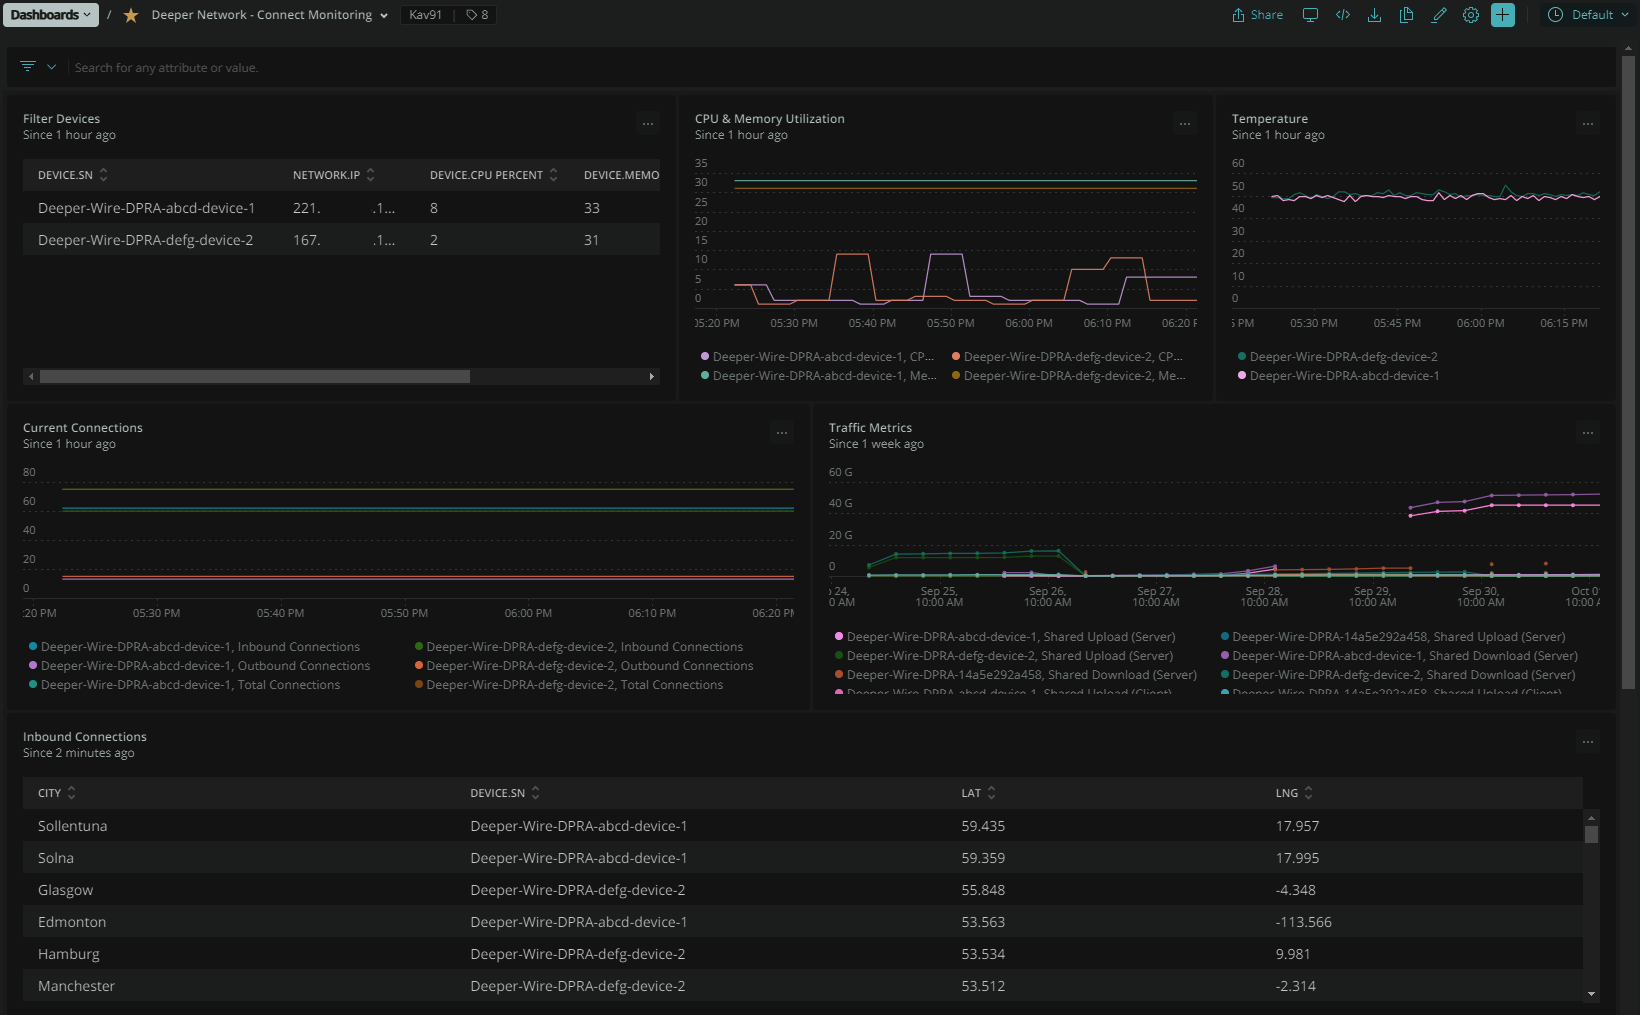 Dashboards / Deeper Network - Connect Monitoring Kav91 8 Share Default
Search for any attribute or value.
Filter Devices
Since 1 hour ago
DEVICE.SN NETWORK.IP DEVICE.CPU PERCENT DEVICE.MEMO
Deeper-Wire-DPRA-abcd-device-1 221. .1... 8 33
Deeper-Wire-DPRA-defg-device-2 167. .1... 2 31
CPU & Memory Utilization
Since 1 hour ago
35
30
25
20
15
10
5
0
05:20 PM 05:30 PM 05:40 PM 05:50 PM 06:00 PM 06:10 PM 06:20 P
Deeper-Wire-DPRA-abcd-device-1, CP... Deeper-Wire-DPRA-defg-device-2, CP...
Deeper-Wire-DPRA-abcd-device-1, Me... Deeper-Wire-DPRA-defg-device-2, Me...
Temperature
Since 1 hour ago
60
50
40
30
20
10
0
5 PM 05:30 PM 05:45 PM 06:00 PM 06:15 PM
Deeper-Wire-DPRA-defg-device-2
Deeper-Wire-DPRA-abcd-device-1
Current Connections
Since 1 hour ago
80
60
40
20
0
:20 PM 05:30 PM 05:40 PM 05:50 PM 06:00 PM 06:10 PM 06:20 P
Deeper-Wire-DPRA-abcd-device-1, Inbound Connections Deeper-Wire-DPRA-defg-device-2, Inbound Connections
Deeper-Wire-DPRA-abcd-device-1, Outbound Connections Deeper-Wire-DPRA-defg-device-2, Outbound Connections
Deeper-Wire-DPRA-abcd-device-1, Total Connections Deeper-Wire-DPRA-defg-device-2, Total Connections
Traffic Metrics
Since 1 week ago
60 G
40 G
20 G
0
24, Sep 25, Sep 26, Sep 27, Sep 28, Sep 29, Sep 30, Oct 0
0 AM 10:00 AM 10:00 AM 10:00 AM 10:00 AM 10:00 AM 10:00 AM 10:00
Deeper-Wire-DPRA-abcd-device-1, Shared Upload (Server) Deeper-Wire-DPRA-14a5e292a458, Shared Upload (Server)
Deeper-Wire-DPRA-defg-device-2, Shared Upload (Server) Deeper-Wire-DPRA-abcd-device-1, Shared Download (Server)
Deeper-Wire-DPRA-14a5e292a458, Shared Download (Server) Deeper-Wire-DPRA-defg-device-2, Shared Download (Server)
Deeper-Wire-DPRA-abcd-device-1, Shared Upload (Client) Deeper-Wire-DPRA-14a5e292a458, Shared Upload (Client)
Inbound Connections
Since 2 minutes ago
CITY DEVICE.SN LAT LNG
Sollentuna Deeper-Wire-DPRA-abcd-device-1 59.435 17.957
Solna Deeper-Wire-DPRA-abcd-device-1 59.359 17.995
Glasgow Deeper-Wire-DPRA-defg-device-2 55.848 -4.348
Edmonton Deeper-Wire-DPRA-abcd-device-1 53.563 -113.566
Hamburg Deeper-Wire-DPRA-defg-device-2 53.534 9.981
Manchester Deeper-Wire-DPRA-defg-device-2 53.512 -2.314